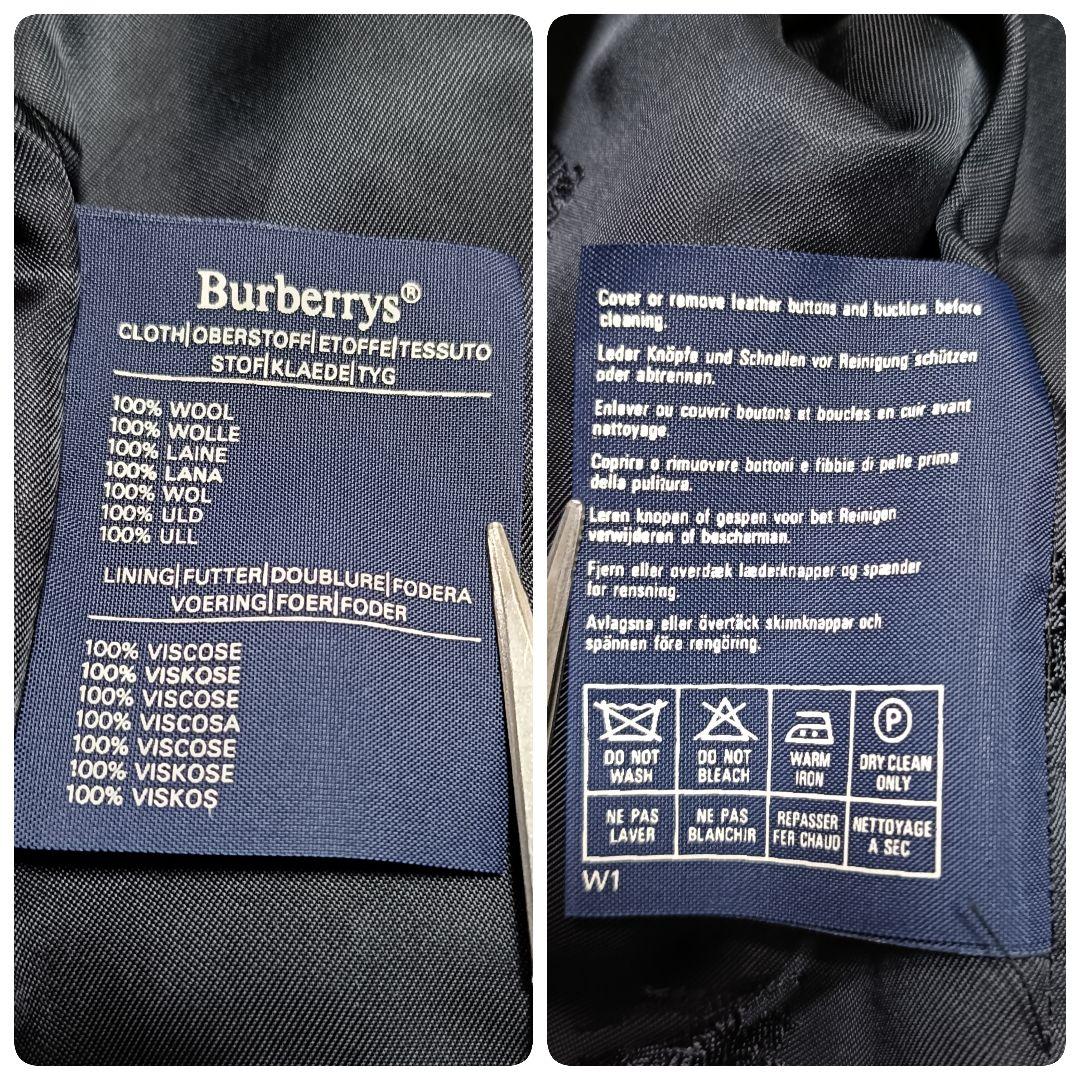 Burberrys®
CLOTH|OBERSTOFF|ETOFFE|TESSUTO
STOF|KLAEDE|TYG
100% WOOL
100% WOLLE
100% LAINE
100% LANA
100% WOL
100% ULD
100% ULL
LINING|FUTTER|DOUBLURE|FODERA
VOERING|FOER|FODER
100% VISCOSE
100% VISKOSE
100% VISCOSE
100% VISCOSA
100% VISCOSE
100% VISKOSE
100% VISKOS
Cover or remove leather buttons and buckles before
cleaning.
Leder Knöpfe und Schnallen vor Reinigung schützen
oder abtrennen.
Enlever ou couvrir boutons et boucles en cuir avant
nettoyage.
Coprire o rimuovere bottoni e fibbie di pelle prima
della pulizura.
Leren knopen of gespen voor bet Reinigen
verwijderen of bescherman.
Fjern eller overdæk læderknapper og spænder
for rensning.
Avlagsna eller övertäck skinnknappar och
spännen före rengöring.
DO NOT
WASH
DO NOT
BLEACH
WARM
IRON
P
DRY CLEAN
ONLY
NE PAS
LAVER
NE PAS
BLANCHIR
REPASSER
FER CHAUD
NETTOYAGE
A SEC
W1